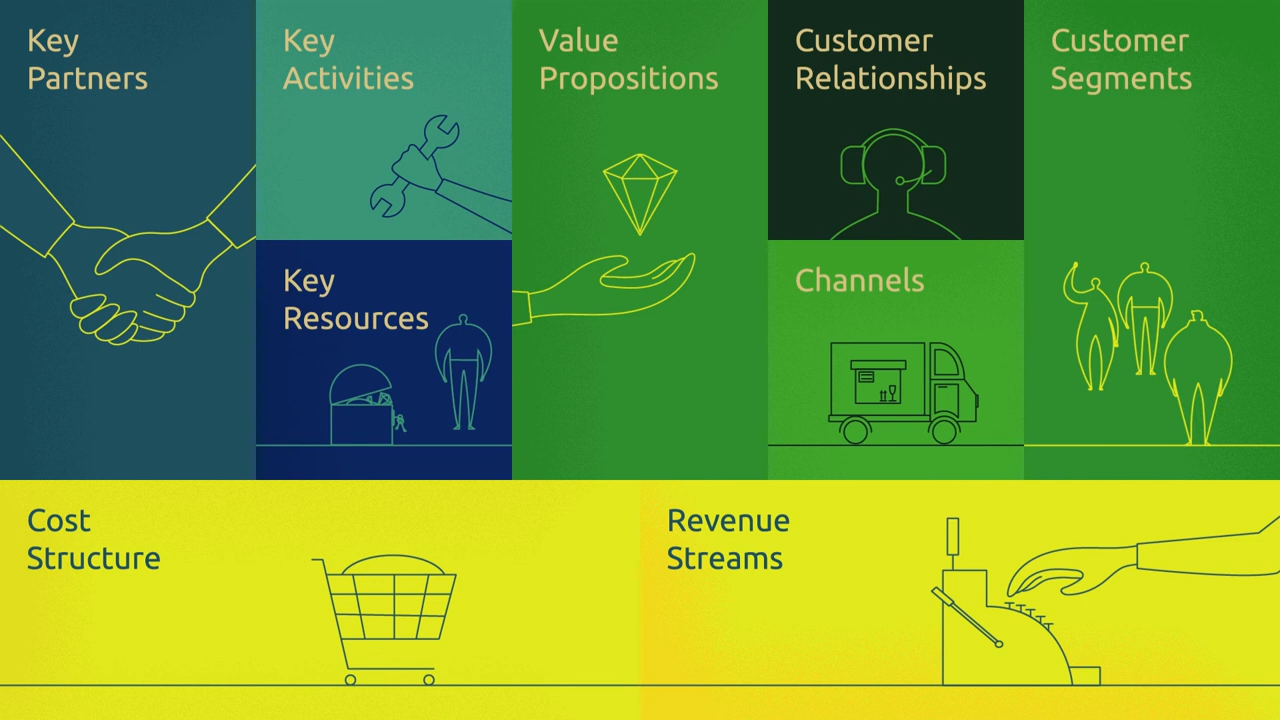 Key
Partners
Key
Activities
Key
Resources
Value
Propositions
Customer
Relationships
Channels
Customer
Segments
Cost
Structure
Revenue
Streams